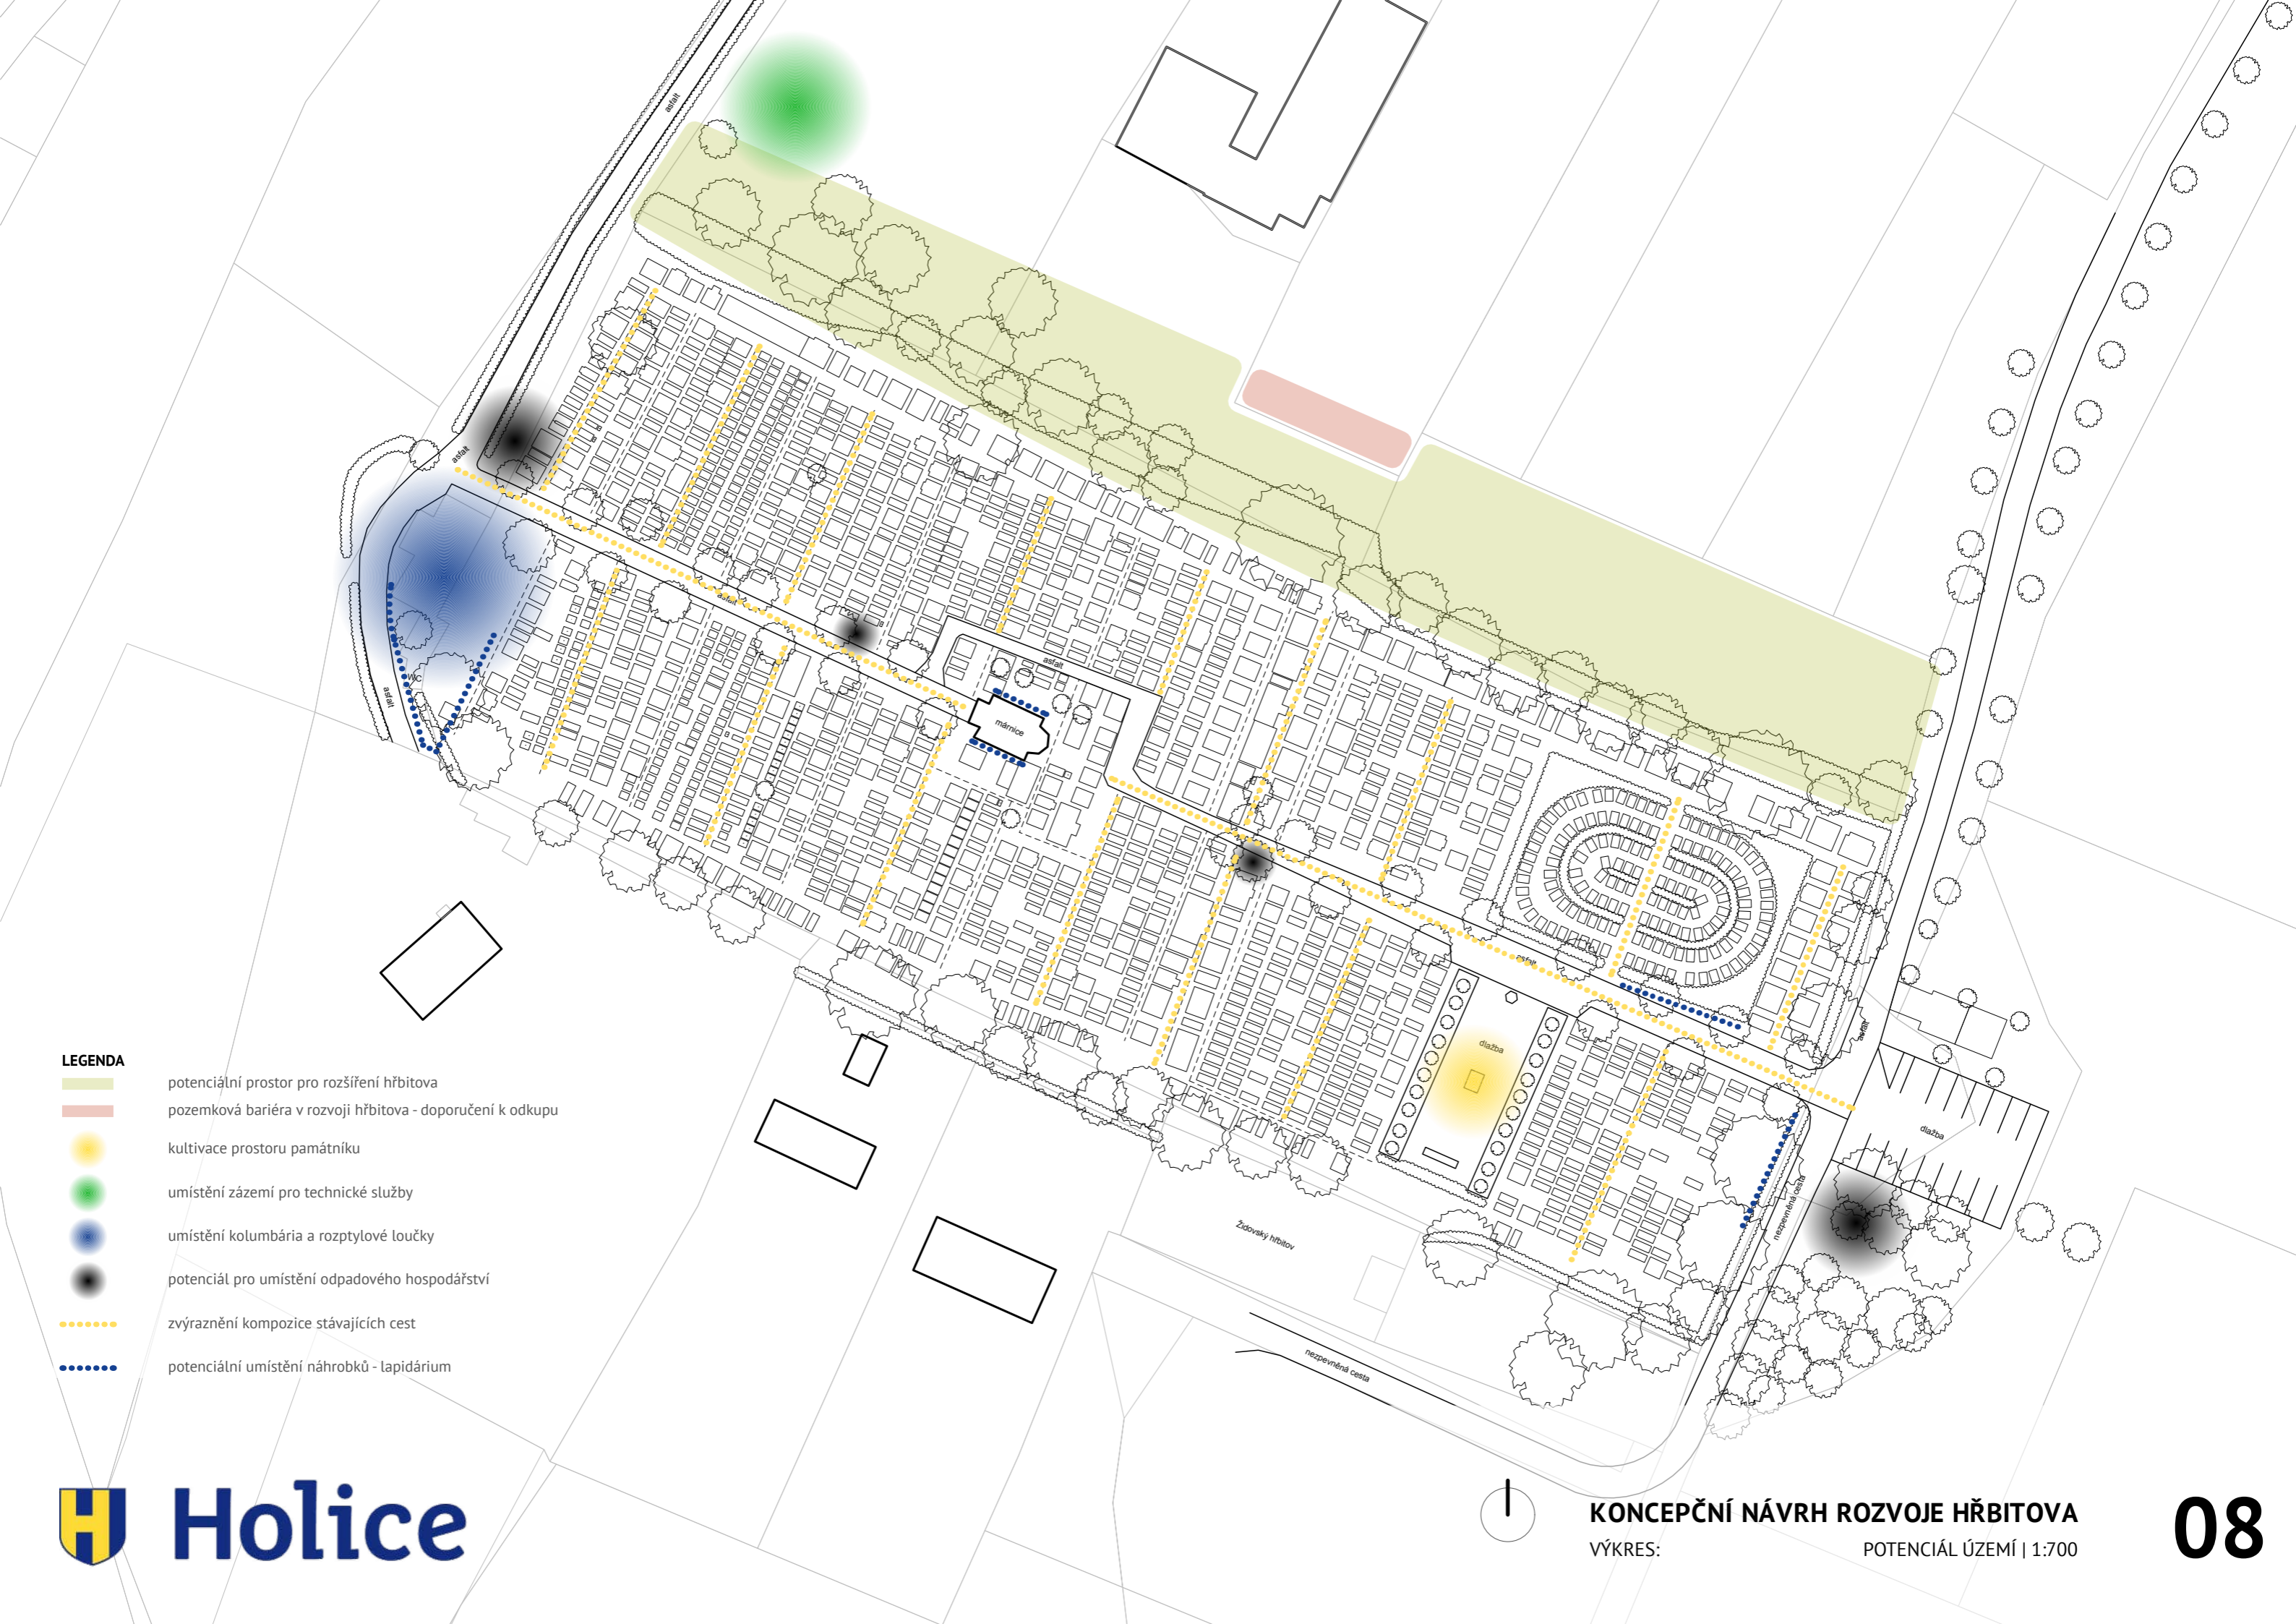 asfalt
asfalt
asfalt
asfalt
WC
asfalt
márnice
asfalt
dlažba
asfalt
dlažba
nezpevněná cesta
Židovský hřbitov
nezpevněná cesta
LEGENDA
potenciální prostor pro rozšíření hřbitova
pozemková bariéra v rozvoji hřbitova - doporučení k odkupu
kultivace prostoru památníku
umístění zázemí pro technické služby
umístění kolumbária a rozptylové loučky
potenciál pro umístění odpadového hospodářství
zvýraznění kompozice stávajících cest
potenciální umístění náhrobků - lapidárium
Holice
KONCEPČNÍ NÁVRH ROZVOJE HŘBITOVA
VÝKRES: POTENCIÁL ÚZEMÍ | 1:700
08
asfalt